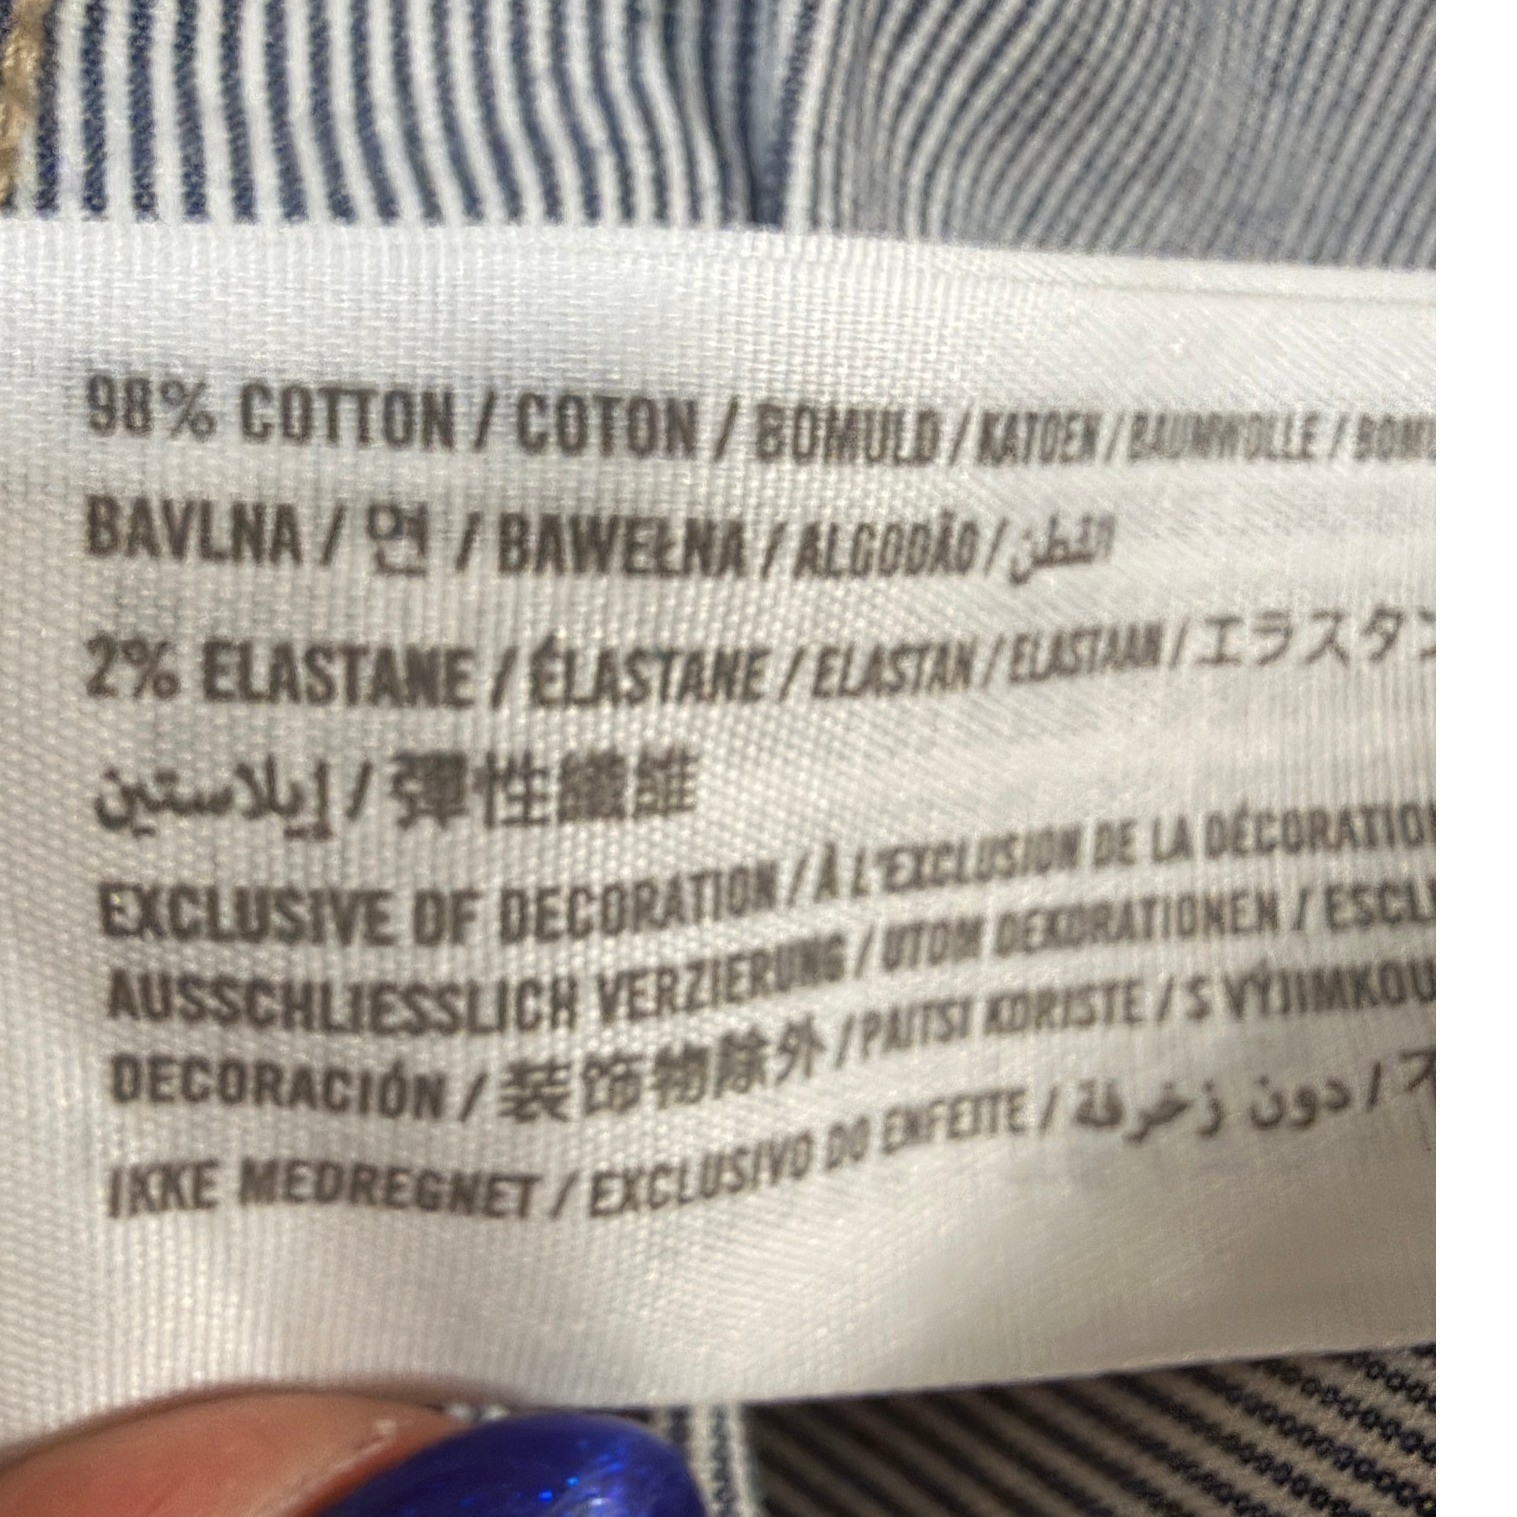 98% COTTON / COTON / BOMULD / KATOEN / BAUMWOLLE /
BAVLNA / 면 / BAWEŁNA / ALGODÃO / القطن
2% ELASTANE / ÉLASTANE / ELASTAN / ELASTAAN / エラスタン
إيلاستين / 彈性纖維
EXCLUSIVE OF DECORATION / À L'EXCLUSION DE LA DÉCORATION
AUSSCHLIESSLICH VERZIERUNG / UTOM DEKORATIONEN /
DECORACIÓN / 装飾物除外 / PAITSI KORISTE / S VÝJIMKOU
IKKE MEDREGNET / EXCLUSIVO DO ENFEITE / دون زخرفة /